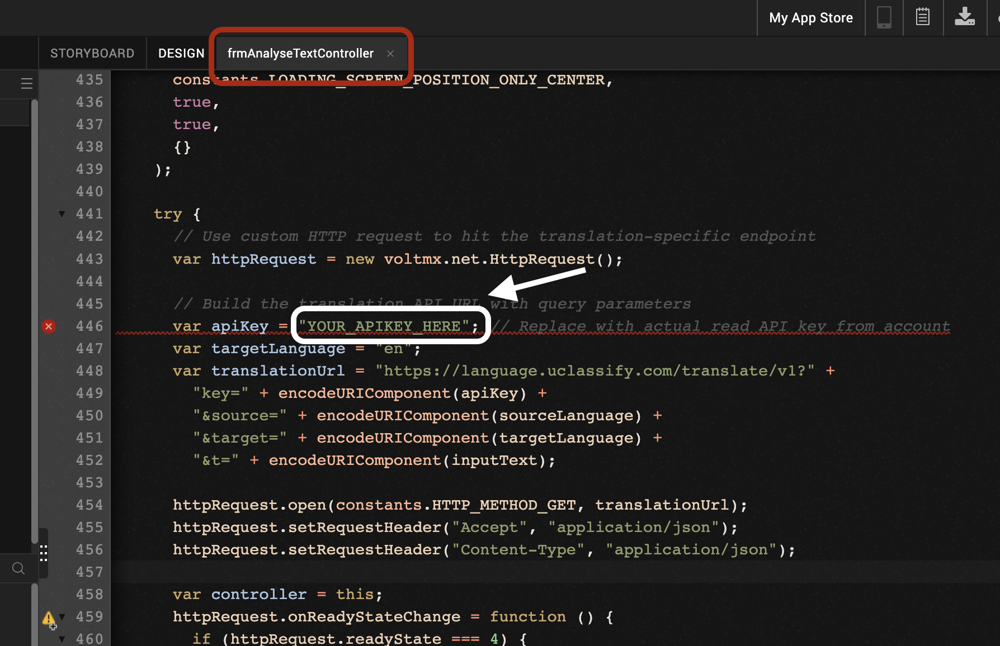 My App Store
STORYBOARD DESIGN frmAnalyseTextController ×
435 constants.LOADING_SCREEN_POSITION_ONLY_CENTER,
436 true,
437 true,
438 {}
439 );
440
441 try {
442 // Use custom HTTP request to hit the translation-specific endpoint
443 var httpRequest = new voltmx.net.HttpRequest();
444
445 // Build the translation API URL with query parameters
446 var apiKey = "YOUR_APIKEY_HERE"; // Replace with actual read API key from account
447 var targetLanguage = "en";
448 var translationUrl = "https://language.uclassify.com/translate/v1?" +
449 "key=" + encodeURIComponent(apiKey) +
450 "&source=" + encodeURIComponent(sourceLanguage) +
451 "&target=" + encodeURIComponent(targetLanguage) +
452 "&t=" + encodeURIComponent(inputText);
453
454 httpRequest.open(constants.HTTP_METHOD_GET, translationUrl);
455 httpRequest.setRequestHeader("Accept", "application/json");
456 httpRequest.setRequestHeader("Content-Type", "application/json");
457
458 var controller = this;
459 httpRequest.onReadyStateChange = function () {
460 if (httpRequest.readyState === 4) {